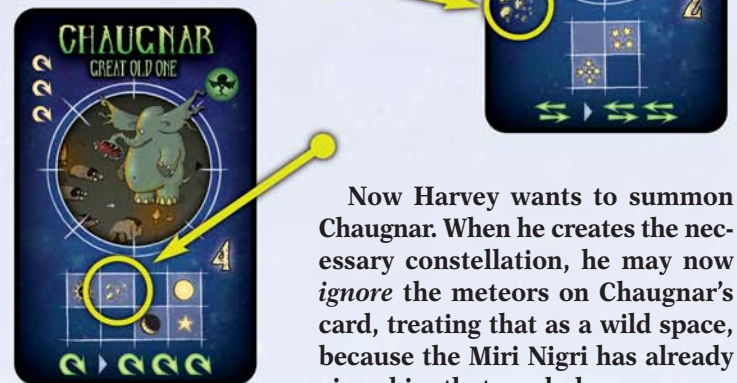 CHAUGNAR
GREAT OLD ONE
4
2
Now Harvey wants to summon
Chaugnar. When he creates the nec-
essary constellation, he may now
ignore the meteors on Chaugnar's
card, treating that as a wild space,
because the Miri Nigri has already